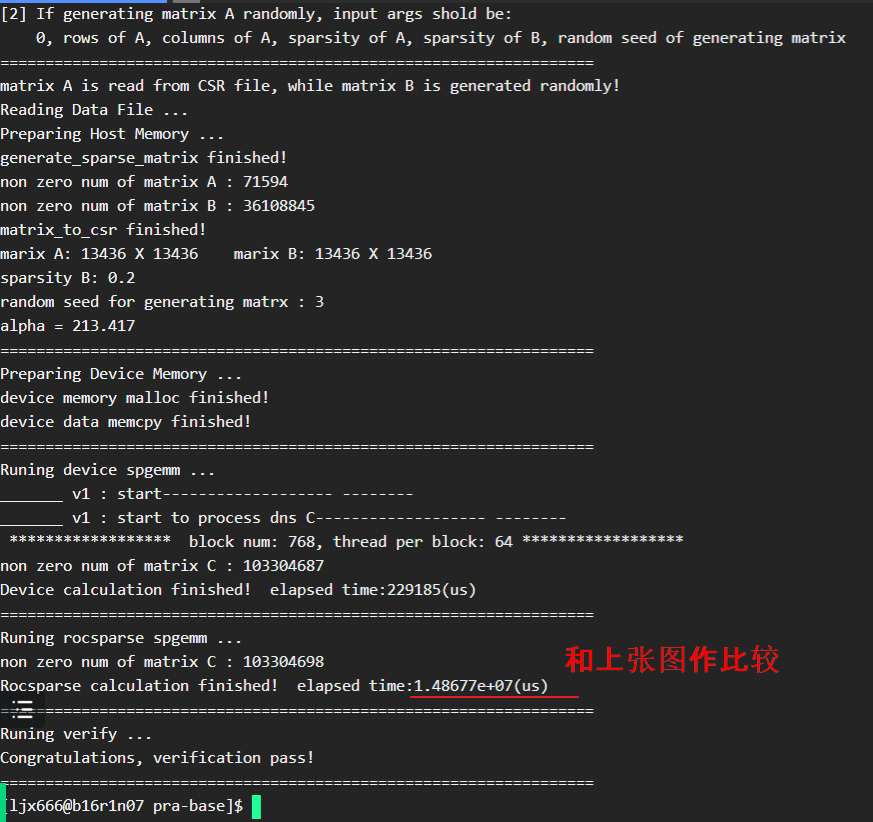 [2] If generating matrix A randomly, input args shold be:
    0, rows of A, columns of A, sparsity of A, sparsity of B, random seed of generating matrix
=====================================================================
matrix A is read from CSR file, while matrix B is generated randomly!
Reading Data File ...
Preparing Host Memory ...
generate_sparse_matrix finished!
non zero num of matrix A : 71594
non zero num of matrix B : 36108845
matrix_to_csr finished!
marix A: 13436 X 13436    marix B: 13436 X 13436
sparsity B: 0.2
random seed for generating matrx : 3
alpha = 213.417
==================================================================
Preparing Device Memory ...
device memory malloc finished!
device data memcpy finished!
==================================================================
Runing device spgemm ...
_______ v1 : start------------------- --------
_______ v1 : start to process dns C------------------- --------
 ******************  block num: 768, thread per block: 64 ******************
non zero num of matrix C : 103304687
Device calculation finished!  elapsed time:229185(us)
==================================================================
Runing rocsparse spgemm ...
和上张图作比较
non zero num of matrix C : 103304698
Rocsparse calculation finished!  elapsed time:1.48677e+07(us)
==================================================================
Runing verify ...
Congratulations, verification pass!
==================================================================
[ljx666@b16r1n07 pra-base]$